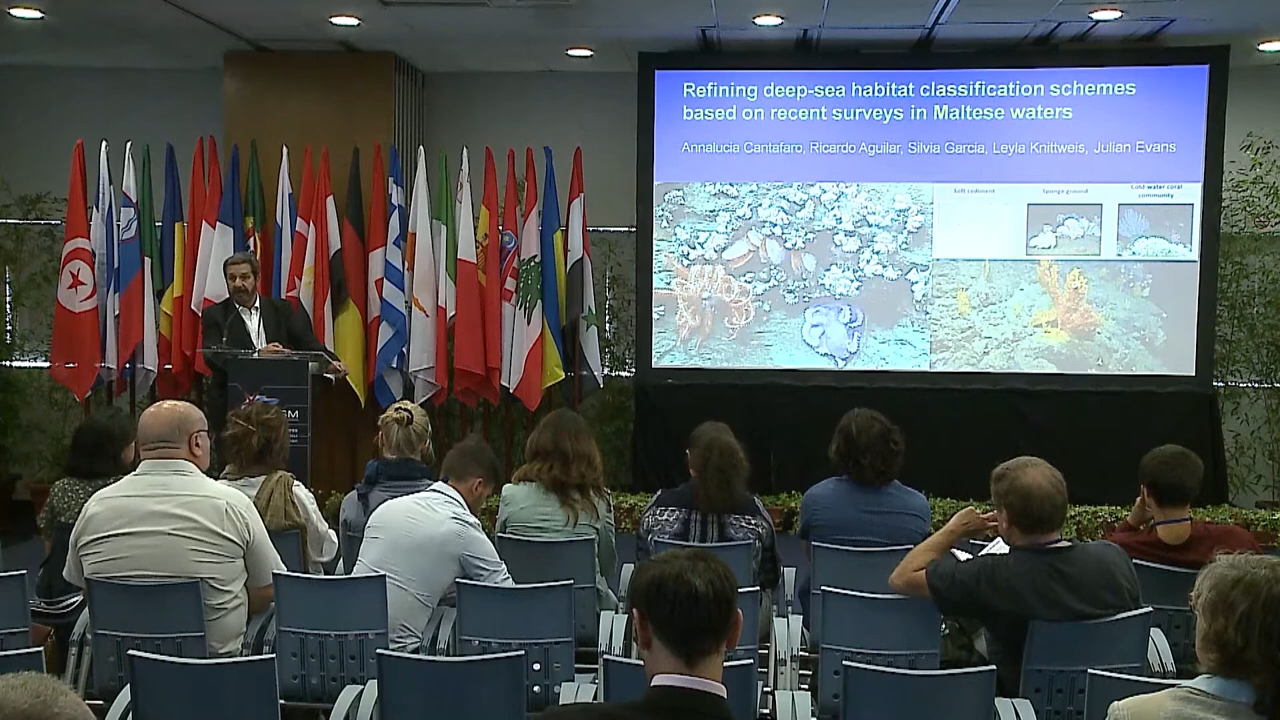 Refining deep-sea habitat classification schemes
based on recent surveys in Maltese waters
Annalucia Cantafaro, Ricardo Aguilar, Silvia Garcia, Leyla Knittweis, Julian Evans
Soft sediment
Sponge ground
Cold-water coral
community